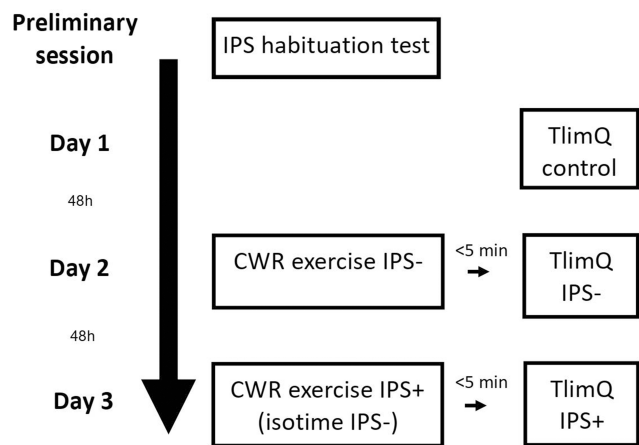 Preliminary
session
IPS habituation test
Day 1
TlimQ
control
48h
Day 2
CWR exercise IPS-
<5 min
TlimQ
IPS-
48h
Day 3
CWR exercise IPS+
(isotime IPS-)
<5 min
TlimQ
IPS+